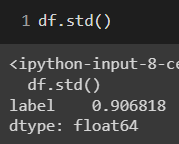 1 df.std()
<ipython-input-8-ce
df.std()
label 0.906818
dtype: float64